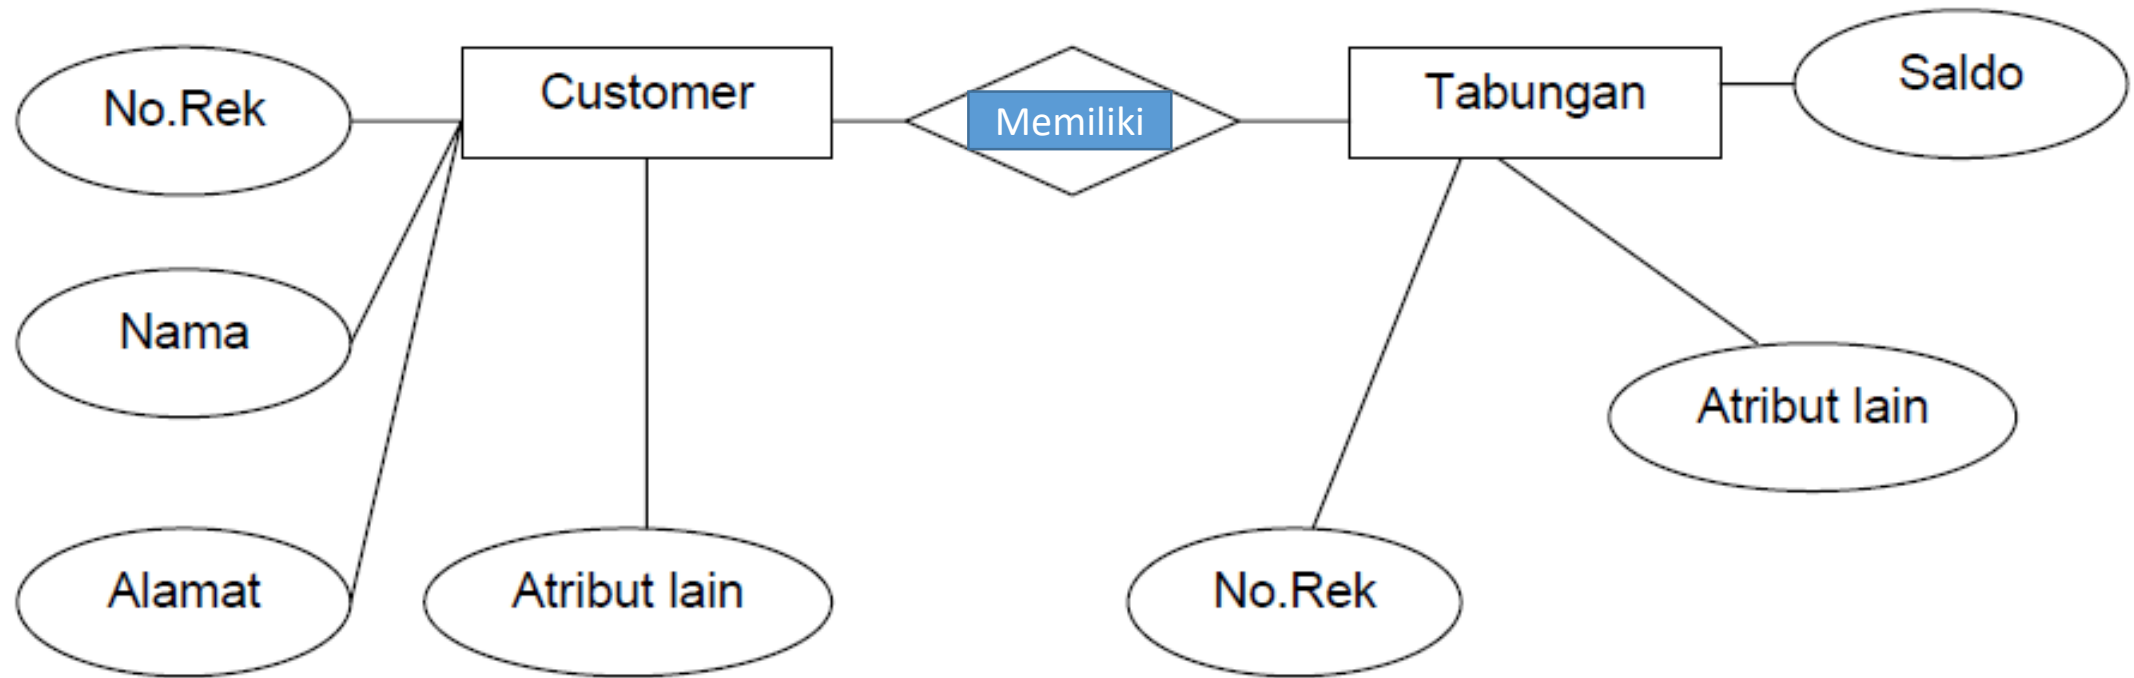 No.Rek
Customer
Memiliki
Tabungan
Saldo
Nama
Atribut lain
Alamat
Atribut lain
No.Rek